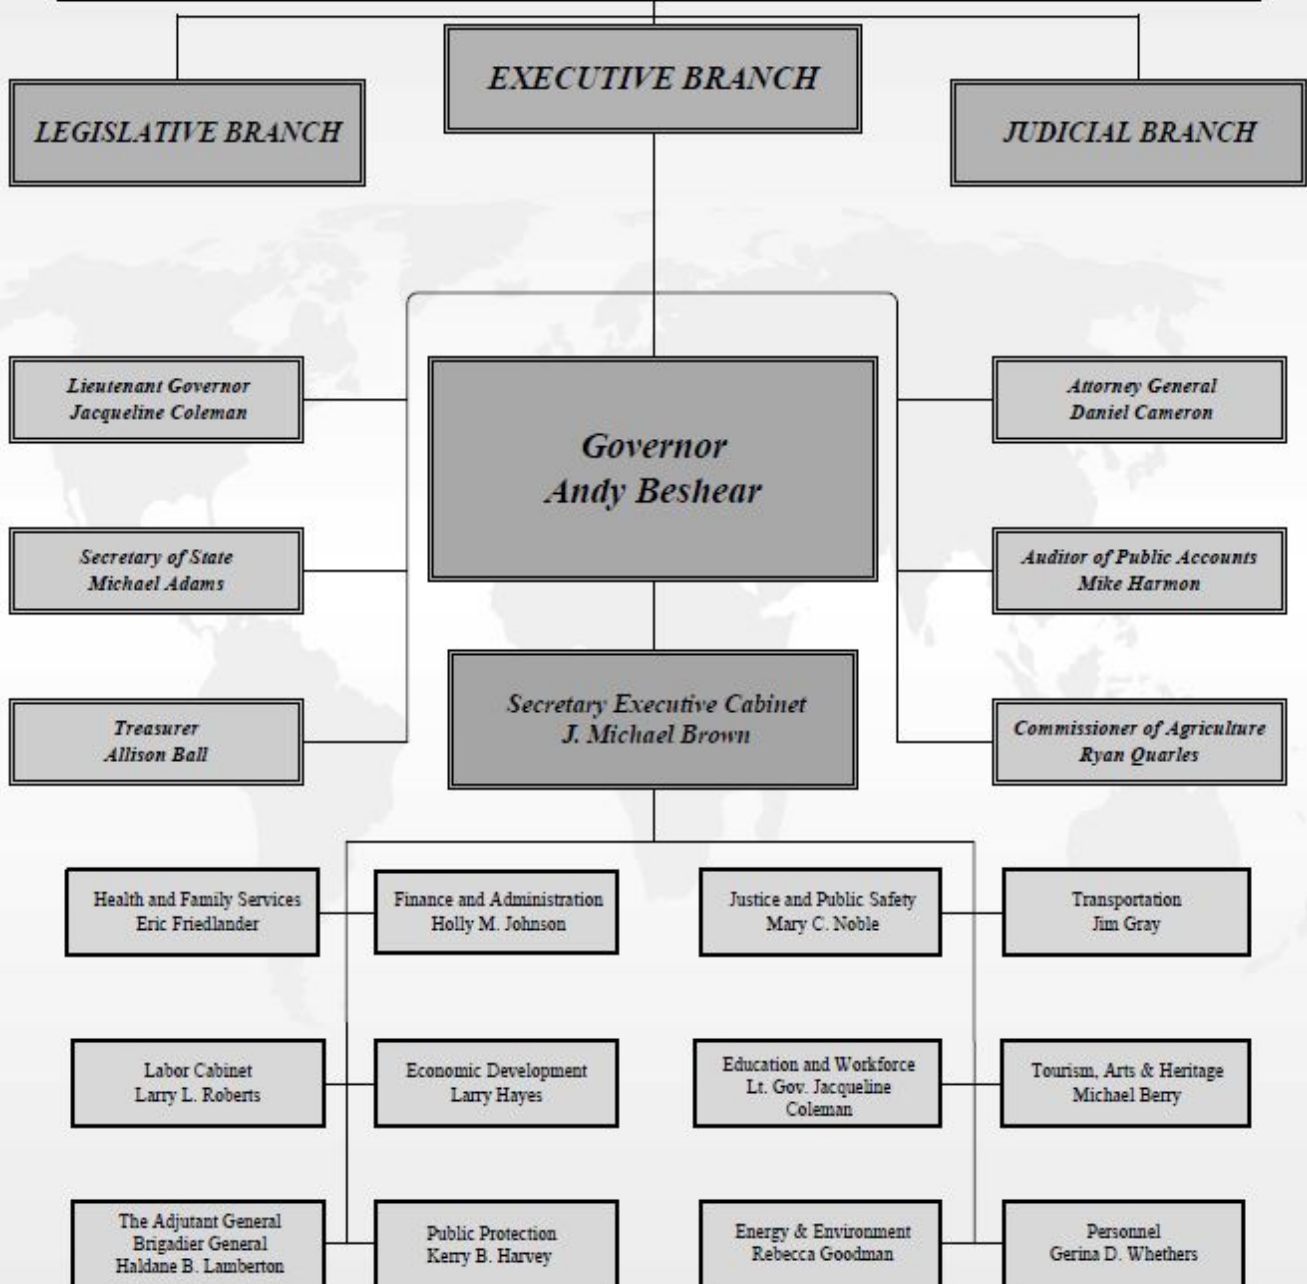 EXECUTIVE BRANCH
LEGISLATIVE BRANCH
JUDICIAL BRANCH
Lieutenant Governor
Jacqueline Coleman
Governor
Andy Beshear
Attorney General
Daniel Cameron
Secretary of State
Michael Adams
Auditor of Public Accounts
Mike Harmon
Secretary Executive Cabinet
J. Michael Brown
Treasurer
Allison Ball
Commissioner of Agriculture
Ryan Quarles
Health and Family Services
Eric Friedlander
Finance and Administration
Holly M. Johnson
Justice and Public Safety
Mary C. Noble
Transportation
Jim Gray
Labor Cabinet
Larry L. Roberts
Economic Development
Larry Hayes
Education and Workforce
Lt. Gov. Jacqueline
Coleman
Tourism, Arts & Heritage
Michael Berry
The Adjutant General
Brigadier General
Haldane B. Lamberton
Public Protection
Kerry B. Harvey
Energy & Environment
Rebecca Goodman
Personnel
Gerina D. Whethers